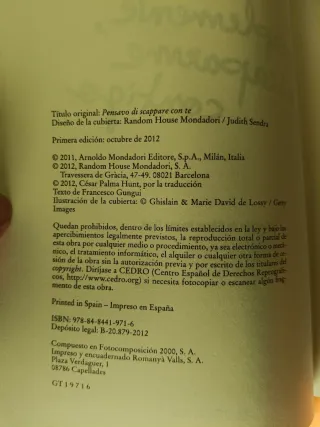 Título original: Pensavo di scappare con te
Diseño de la cubierta: Random House Mondadori / Judith Sendra
Primera edición: octubre de 2012
© 2011, Arnoldo Mondadori Editore, S.p.A., Milán, Italia
© 2012, Random House Mondadori, S. A.
Travessera de Gràcia, 47-49. 08021 Barcelona
© 2012, César Palma Hunt, por la traducción
Texto de Francesco Gungui
Ilustración de la cubierta: © Ghislain & Marie David de Lossy / Getty
Images
Quedan prohibidos, dentro de los límites establecidos en la ley y bajo los
apercibimientos legalmente previstos, la reproducción total o parcial de
esta obra por cualquier medio o procedimiento, ya sea electrónico o mecá-
nico, el tratamiento informático, el alquiler o cualquier otra forma de ce-
sión de la obra sin la autorización previa y por escrito de los titulares del
copyright. Diríjase a CEDRO (Centro Español de Derechos Reprográfi-
cos, http://www.cedro.org) si necesita fotocopiar o escanear algún frag-
mento de esta obra.
Printed in Spain – Impreso en España
ISBN: 978-84-8441-971-6
Depósito legal: B-20.879-2012
Compuesto en Fotocomposición 2000, S. A.
Impreso y encuadernado Romanyà Valls, S. A.
Plaza Verdaguer, 1
08786 Capellades
GT 19716